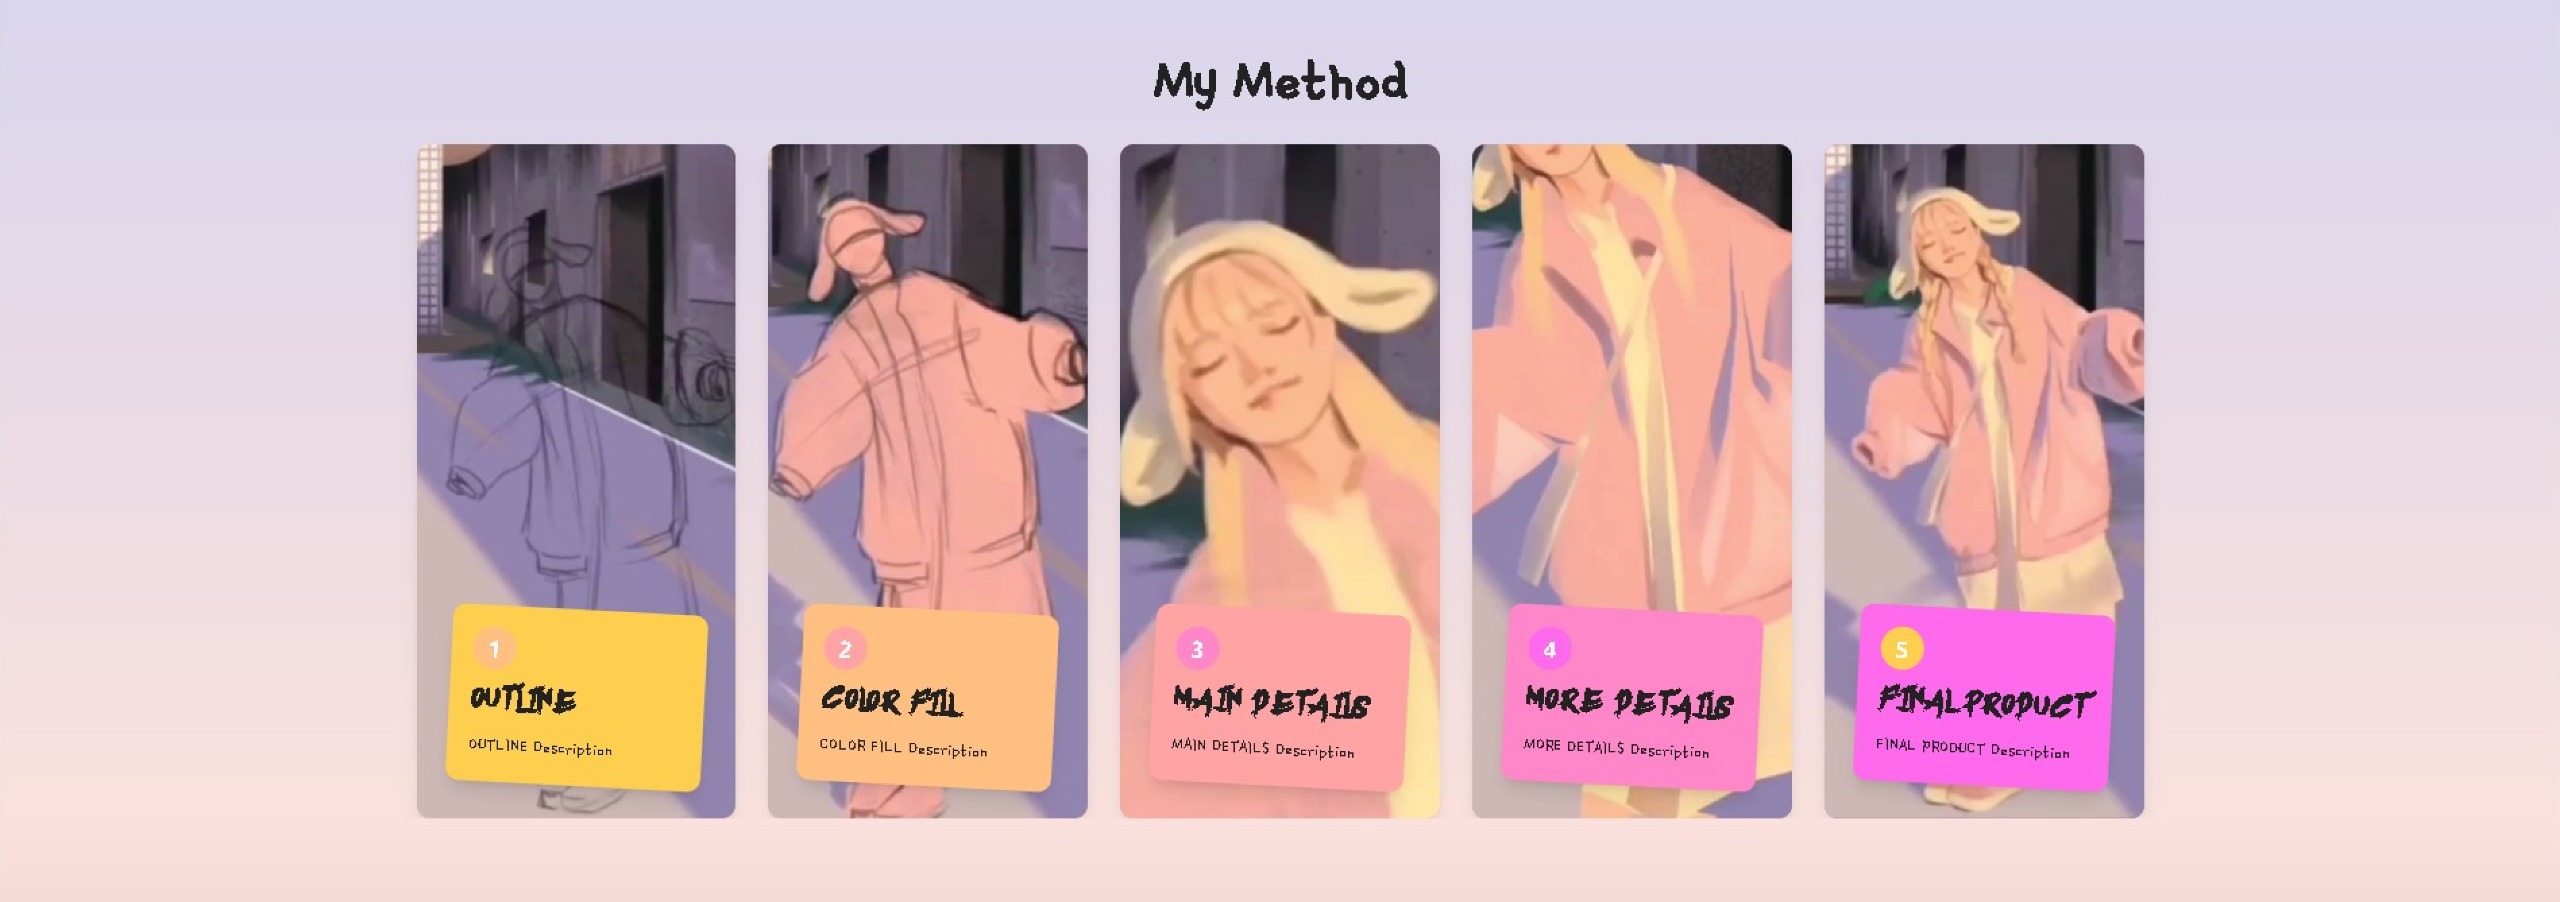 My Method
1
OUTLINE
OUTLINE Description
2
COLOR FILL
COLOR FILL Description
3
MAIN DETAILS
MAIN DETAILS Description
4
MORE DETAILS
MORE DETAILS Description
5
FINAL PRODUCT
FINAL PRODUCT Description